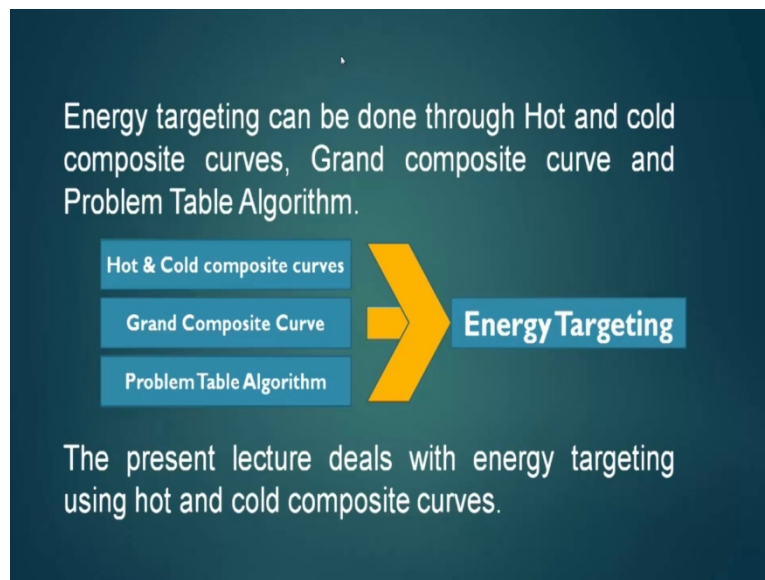 Energy targeting can be done through Hot and cold
composite curves, Grand composite curve and
Problem Table Algorithm.
Hot & Cold composite curves
Grand Composite Curve
Problem Table Algorithm
Energy Targeting
The present lecture deals with energy targeting
using hot and cold composite curves.